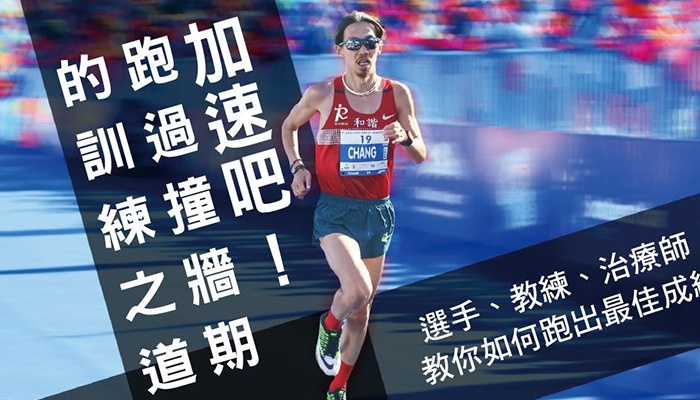 加速吧！
跑過撞牆期
的訓練之道
和諧
19
CHANG
選手、教練、治療師
教你如何跑出最佳成績